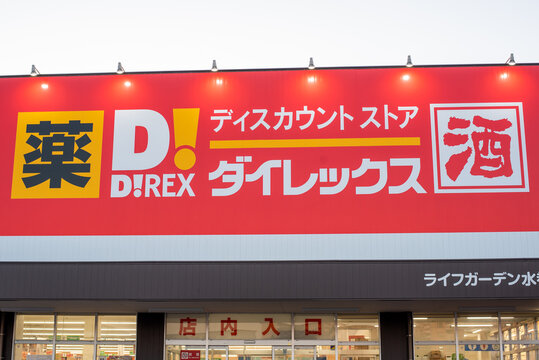 薬
D!
D!REX
ディスカウント ストア
ダイレックス
酒
ライフガーデン水
店内入口